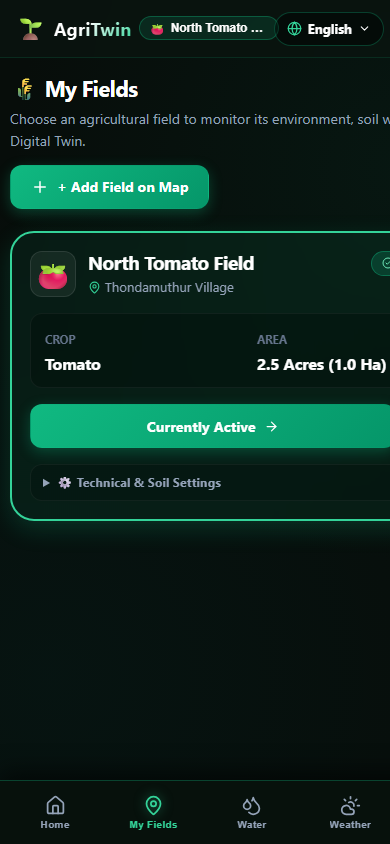 AgriTwin
North Tomato ...
English
My Fields
Choose an agricultural field to monitor its environment, soil
Digital Twin.
+ Add Field on Map
North Tomato Field
Thondamuthur Village
CROP
AREA
Tomato
2.5 Acres (1.0 Ha)
Currently Active →
Technical & Soil Settings
Home
My Fields
Water
Weather